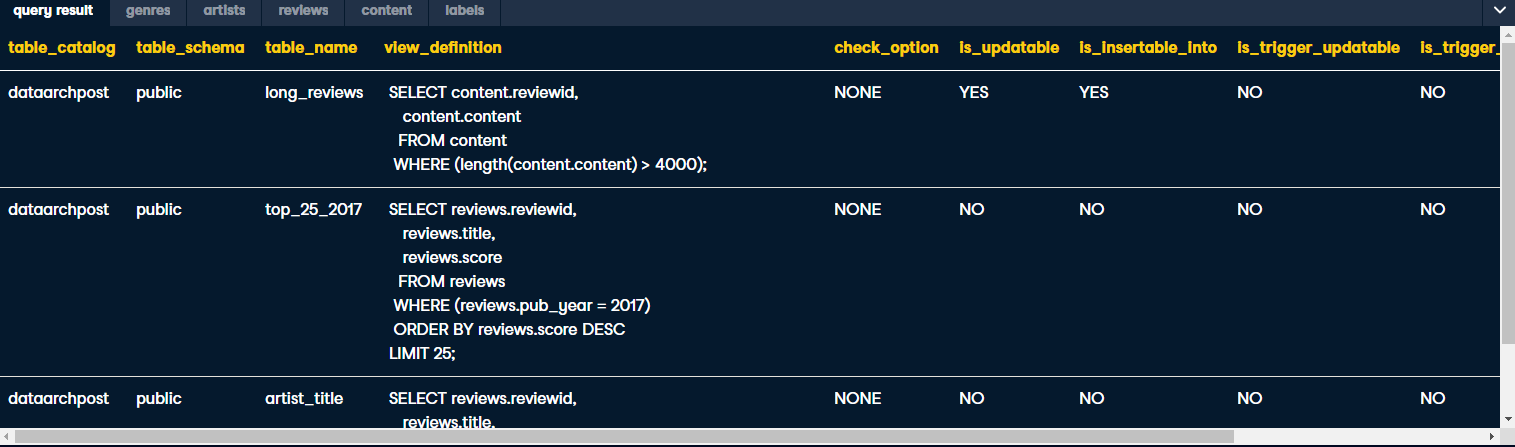 query result genres artists reviews content labels
table_catalog table_schema table_name view_definition check_option is_updatable is_insertable_into is_trigger_updatable is_trigger_
dataarchpost public long_reviews SELECT content.reviewid, NONE YES YES NO NO
content.content
FROM content
WHERE (length(content.content) > 4000);
dataarchpost public top_25_2017 SELECT reviews.reviewid, NONE NO NO NO NO
reviews.title,
reviews.score
FROM reviews
WHERE (reviews.pub_year = 2017)
ORDER BY reviews.score DESC
LIMIT 25;
dataarchpost public artist_title SELECT reviews.reviewid, NONE NO NO NO NO
reviews.title,